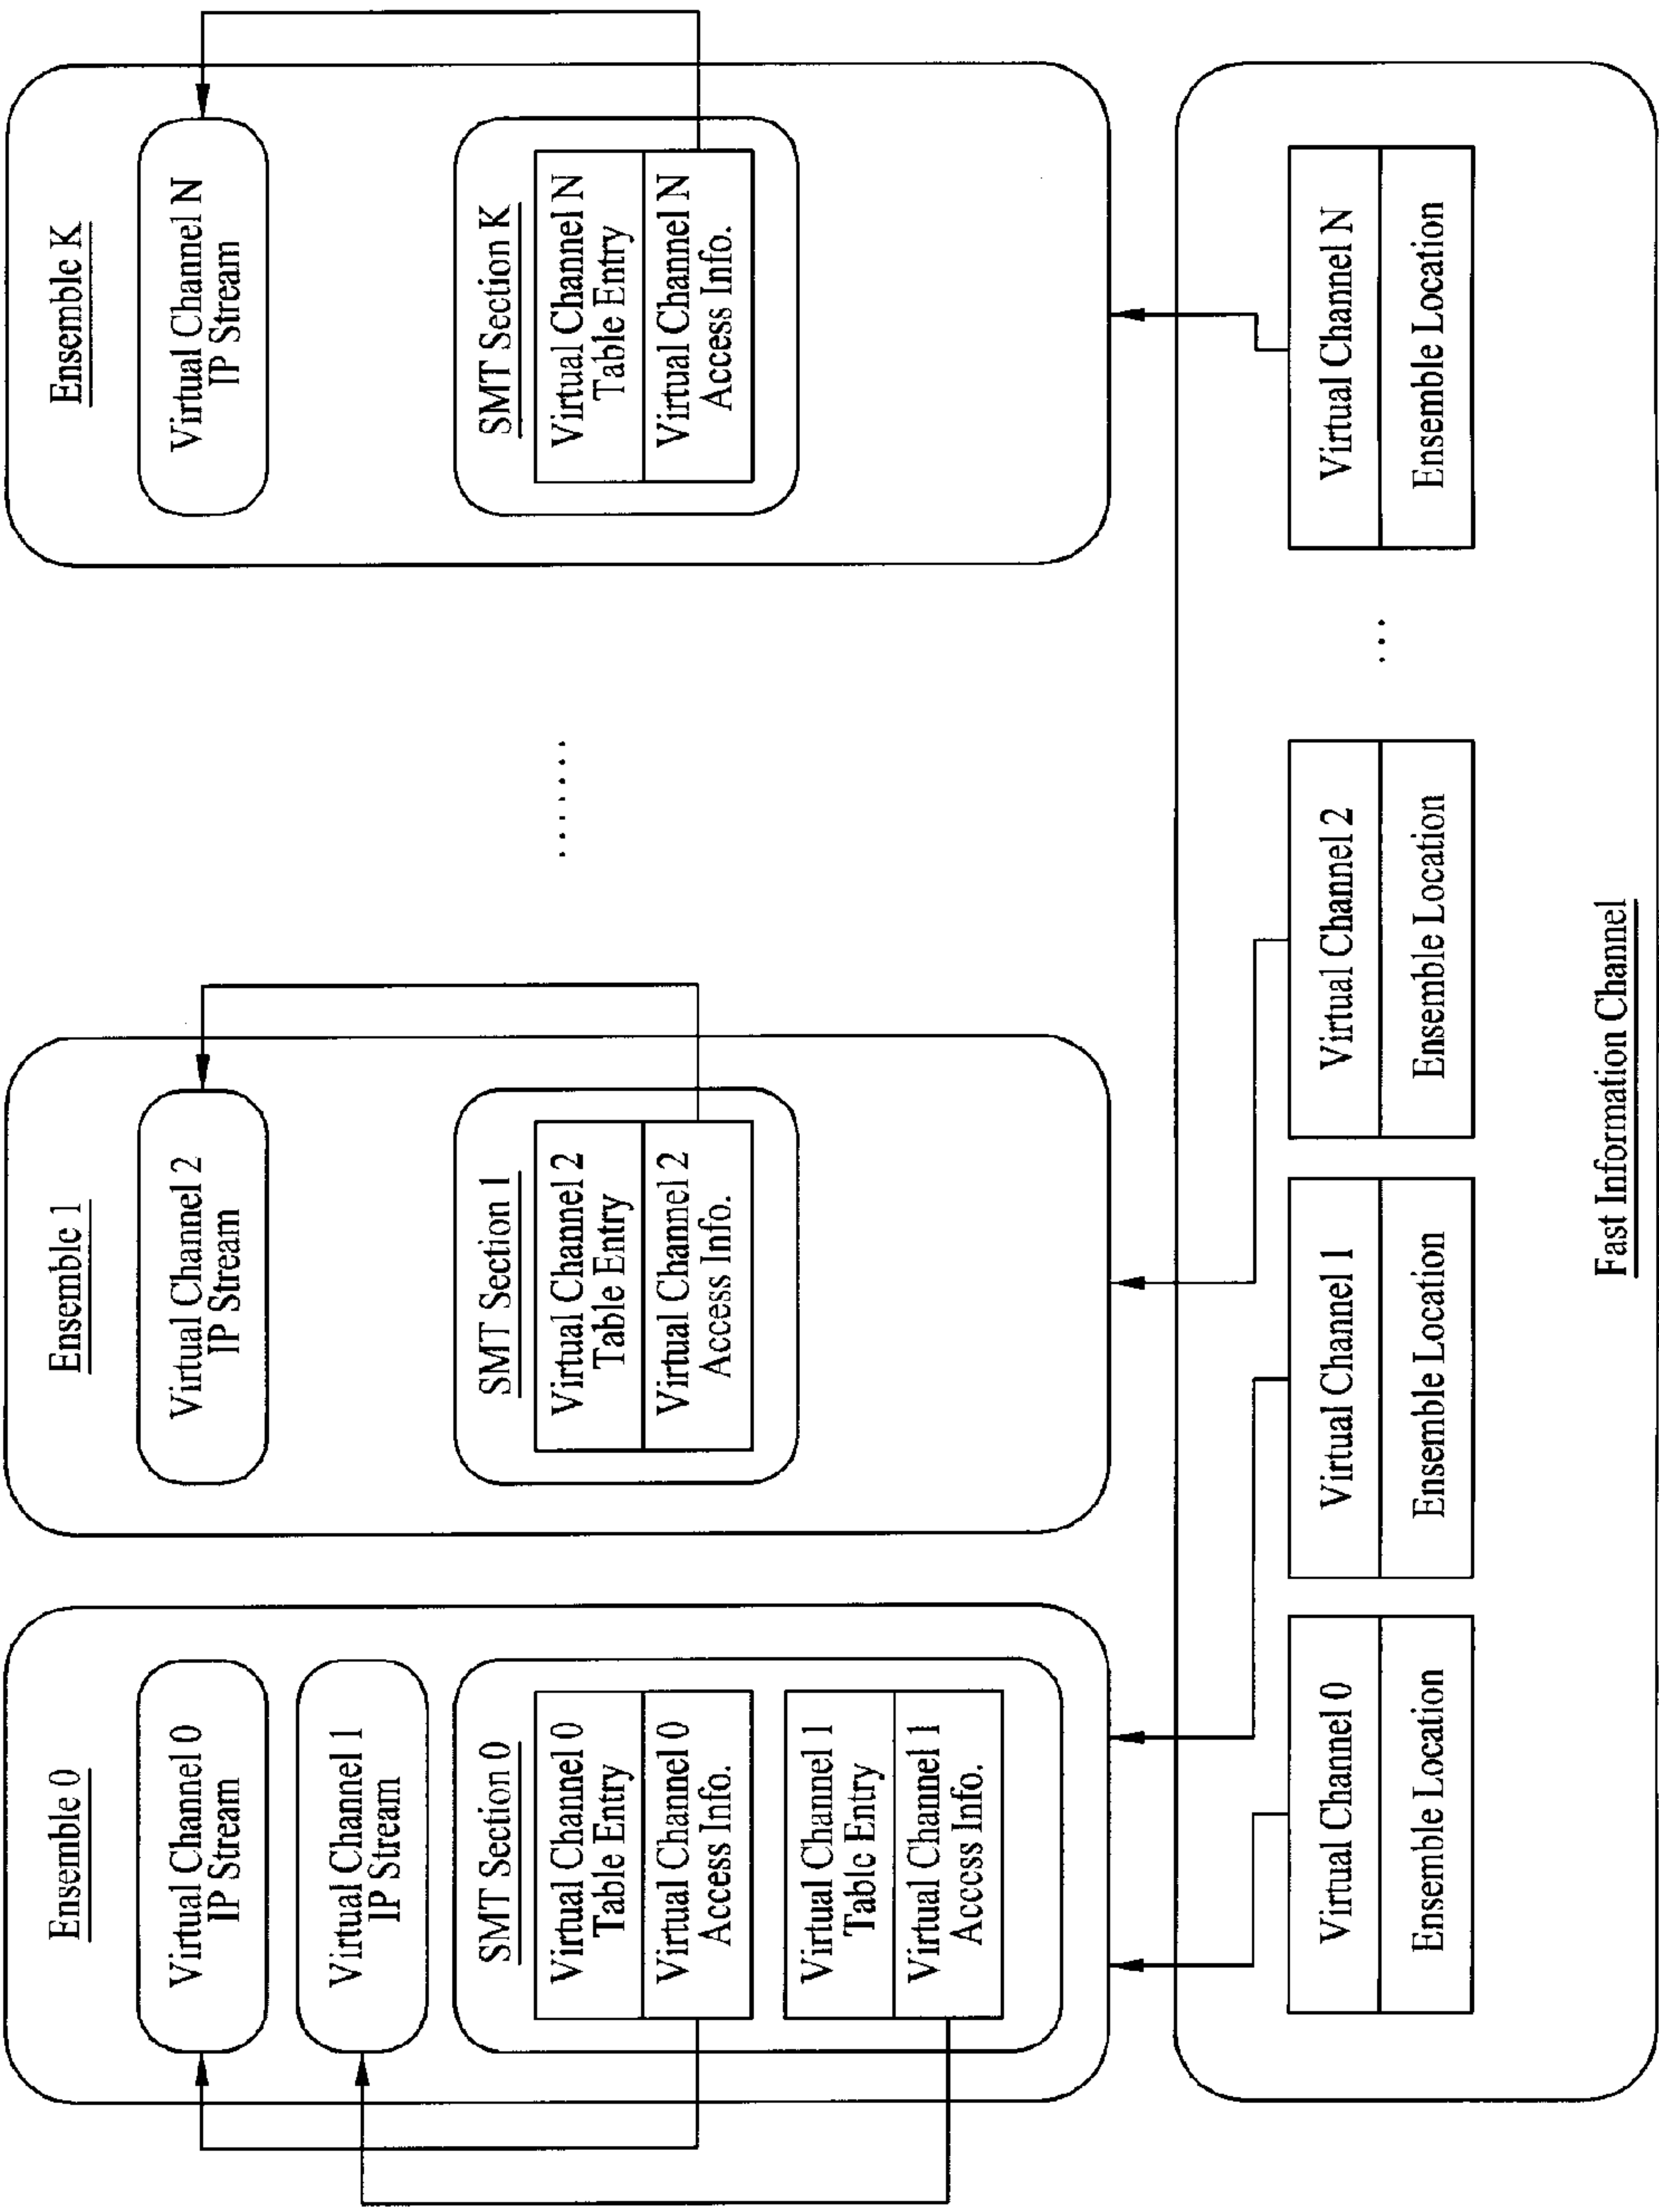 Ensemble 0
Virtual Channel 0
IP Stream
Virtual Channel 1
IP Stream
SMT Section 0
Virtual Channel 0
Table Entry
Virtual Channel 0
Access Info.
Virtual Channel 1
Table Entry
Virtual Channel 1
Access Info.
Ensemble 1
Virtual Channel 2
IP Stream
SMT Section 1
Virtual Channel 2
Table Entry
Virtual Channel 2
Access Info.
.......
Ensemble K
Virtual Channel N
IP Stream
SMT Section K
Virtual Channel N
Table Entry
Virtual Channel N
Access Info.
Virtual Channel 0
Ensemble Location
Virtual Channel 1
Ensemble Location
Virtual Channel 2
Ensemble Location
...
Virtual Channel N
Ensemble Location
Fast Information Channel